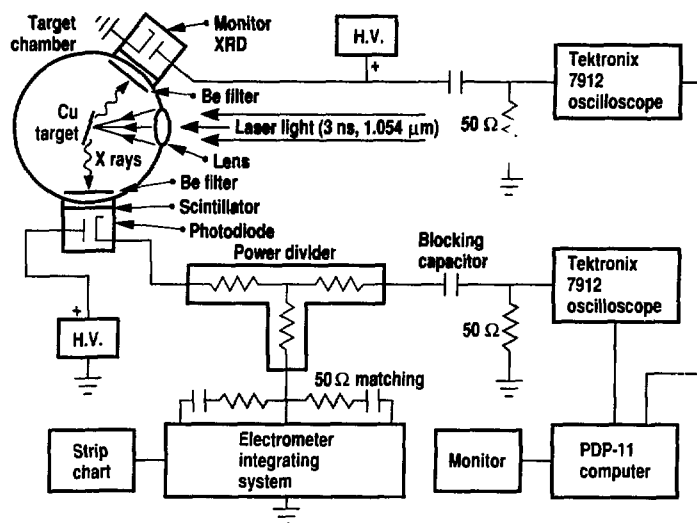 Target
chamber
Monitor
XRD
H.V.
+
Tektronix
7912
oscilloscope
Cu
target
Be filter
50 Ω
Laser light (3 ns, 1.054 μm)
X rays
Lens
Be filter
Scintillator
Photodiode
Power divider
Blocking
capacitor
Tektronix
7912
oscilloscope
+
H.V.
50 Ω
50 Ω matching
Strip
chart
Electrometer
integrating
system
Monitor
PDP-11
computer